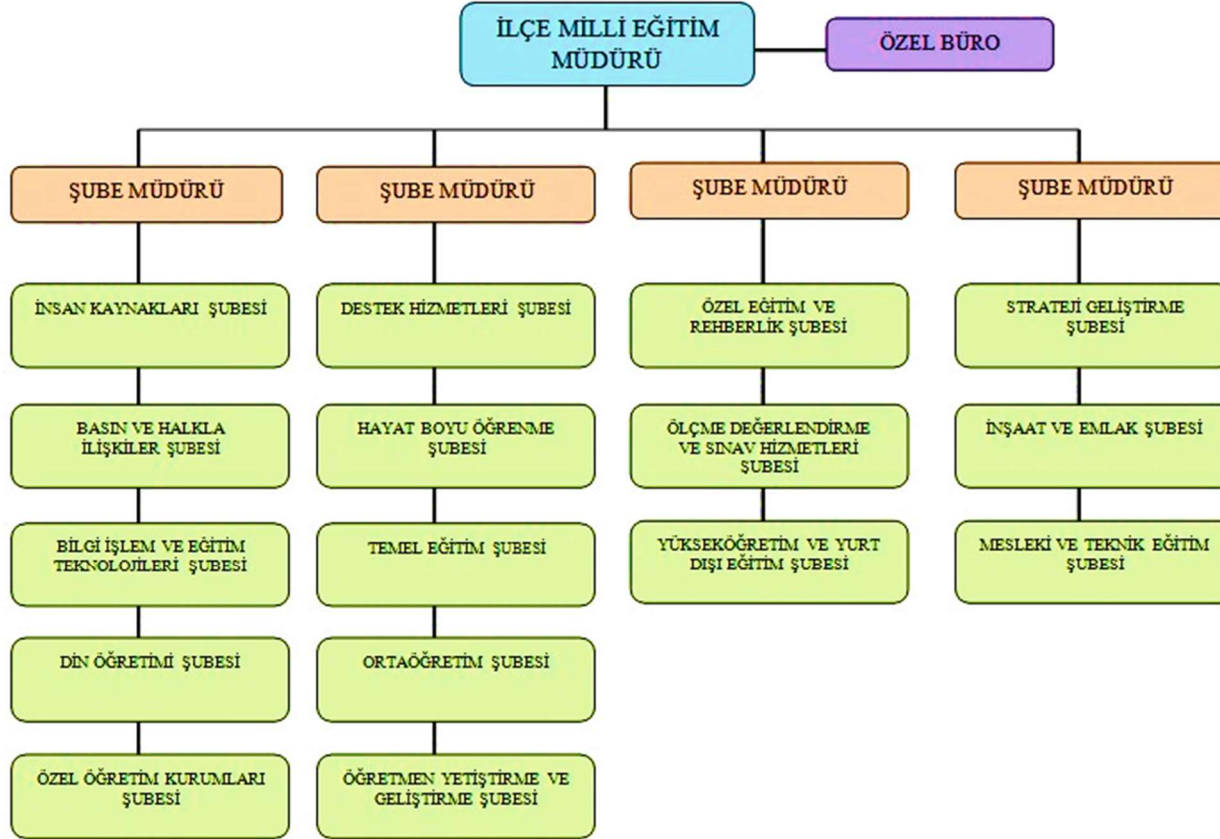 İLÇE MİLLİ EĞİTİM
MÜDÜRÜ
ÖZEL BÜRO
ŞUBE MÜDÜRÜ
ŞUBE MÜDÜRÜ
ŞUBE MÜDÜRÜ
ŞUBE MÜDÜRÜ
İNSAN KAYNAKLARI ŞUBESİ
DESTEK HİZMETLERİ ŞUBESİ
ÖZEL EĞİTİM VE
REHBERLİK ŞUBESİ
STRATEJİ GELİŞTİRME
ŞUBESİ
BASIN VE HALKLA
İLİŞKİLER ŞUBESİ
HAYAT BOYU ÖĞRENME
ŞUBESİ
ÖLÇME DEĞERLENDİRME
VE SINAV HİZMETLERİ
ŞUBESİ
İNŞAAT VE EMLAK ŞUBESİ
BİLGİ İŞLEM VE EĞİTİM
TEKNOLOJİLERİ ŞUBESİ
TEMEL EĞİTİM ŞUBESİ
YÜKSEKÖĞRETİM VE YURT
DIŞI EĞİTİM ŞUBESİ
MESLEKİ VE TEKNİK EĞİTİM
ŞUBESİ
DİN ÖĞRETİMİ ŞUBESİ
ORTAÖĞRETİM ŞUBESİ
ÖZEL ÖĞRETİM KURUMLARI
ŞUBESİ
ÖĞRETMEN YETİŞTİRME VE
GELİŞTİRME ŞUBESİ